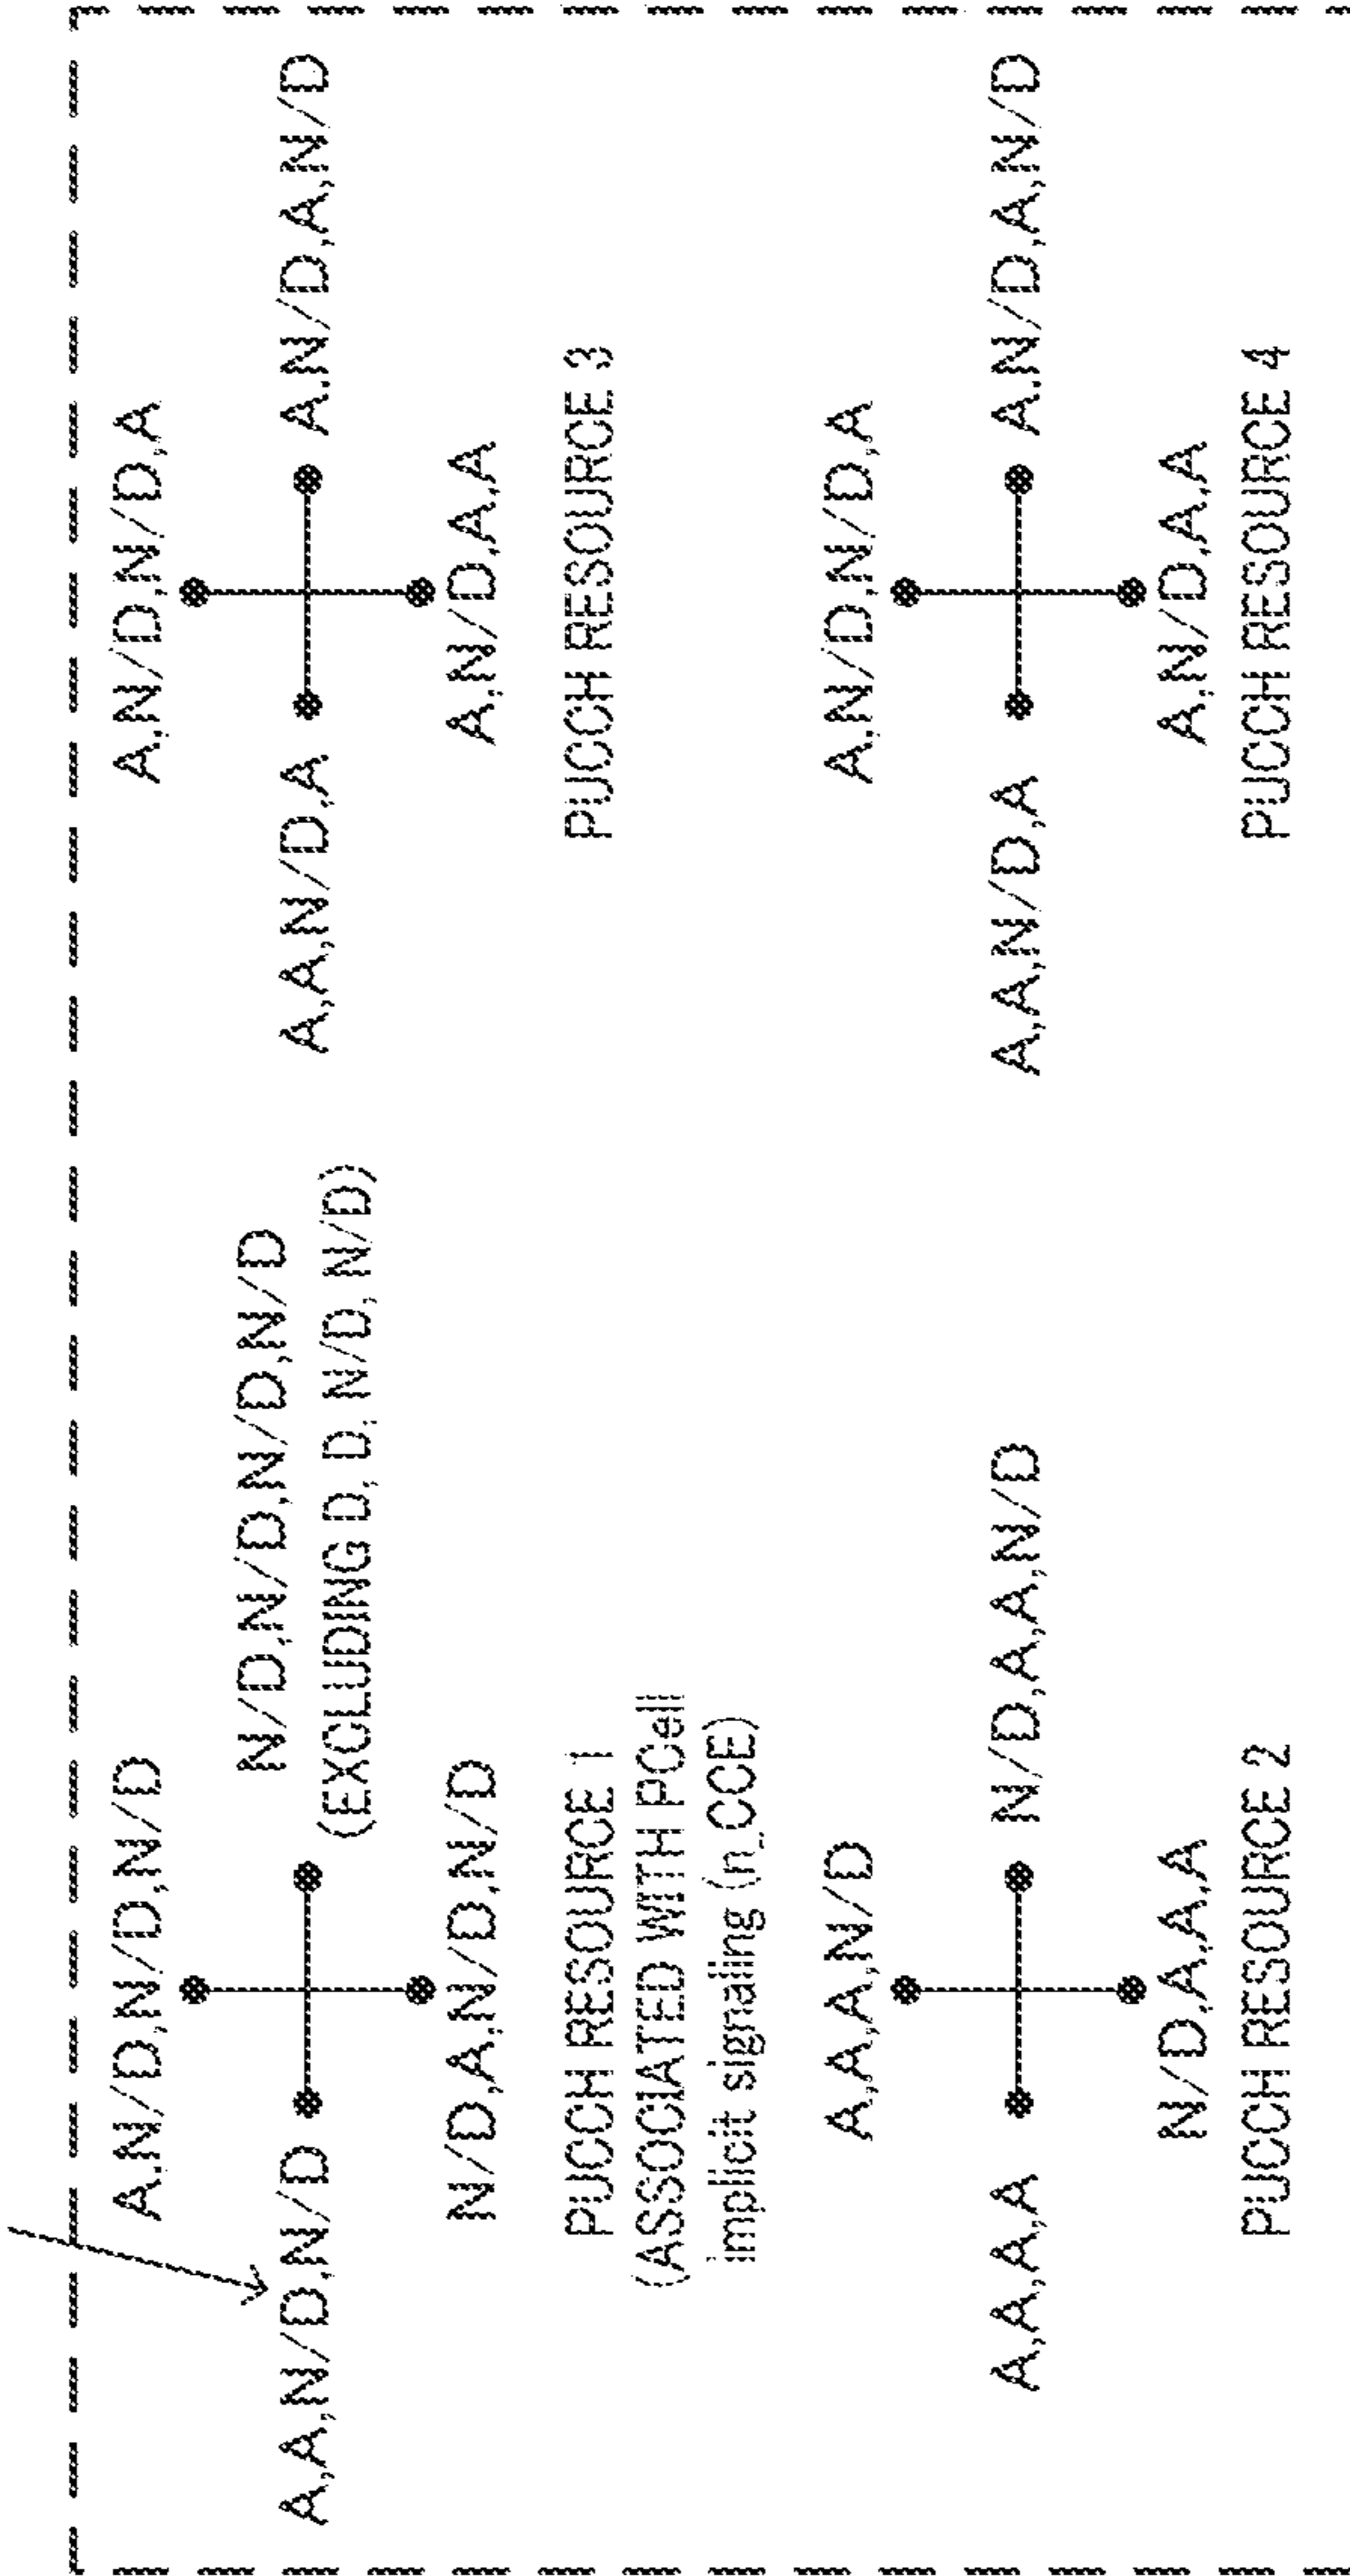 A,N/D,N/D,N/D
A,A,N/D,N/D
N/D,N/D,N/D,N/D
(EXCLUDING D, D, N/D, N/D)
N/D,A,N/D,N/D
PUCCH RESOURCE 1
(ASSOCIATED WITH PCell
implicit signaling (n_CCE)
A,N/D,N/D,A
A,A,N/D,A
A,N/D,A,N/D
A,N/D,A,A
PUCCH RESOURCE 3
A,A,A,N/D
A,A,A,A
N/D,A,A,N/D
N/D,A,A,A
PUCCH RESOURCE 2
A,N/D,N/D,A
A,A,N/D,A
A,N/D,A,N/D
A,N/D,A,A
PUCCH RESOURCE 4